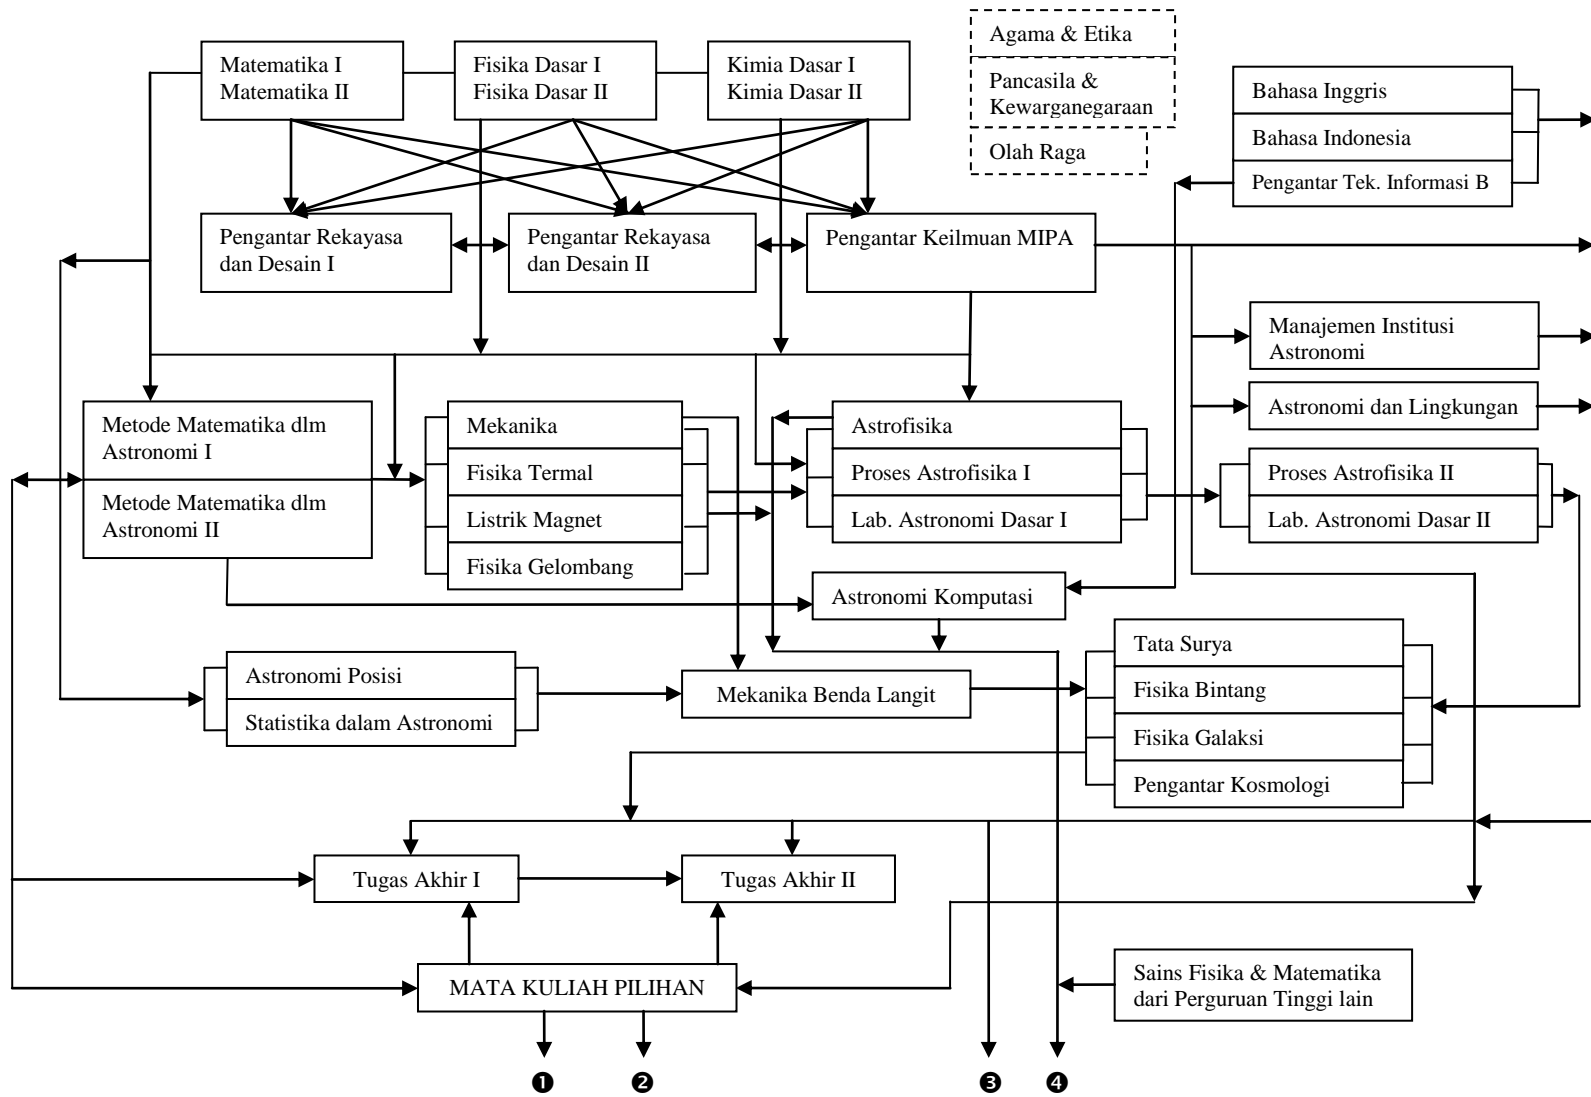 Matematika I
Matematika II
Fisika Dasar I
Fisika Dasar II
Kimia Dasar I
Kimia Dasar II
Agama & Etika
Pancasila &
Kewarganegaraan
Olah Raga
Bahasa Inggris
Bahasa Indonesia
Pengantar Tek. Informasi B
Pengantar Rekayasa
dan Desain I
Pengantar Rekayasa
dan Desain II
Pengantar Keilmuan MIPA
Manajemen Institusi
Astronomi
Astronomi dan Lingkungan
Metode Matematika dlm
Astronomi I
Metode Matematika dlm
Astronomi II
Mekanika
Fisika Termal
Listrik Magnet
Fisika Gelombang
Astrofisika
Proses Astrofisika I
Lab. Astronomi Dasar I
Proses Astrofisika II
Lab. Astronomi Dasar II
Astronomi Komputasi
Astronomi Posisi
Statistika dalam Astronomi
Mekanika Benda Langit
Tata Surya
Fisika Bintang
Fisika Galaksi
Pengantar Kosmologi
Tugas Akhir I
Tugas Akhir II
MATA KULIAH PILIHAN
Sains Fisika & Matematika
dari Perguruan Tinggi lain
❶ ❷ ❸ ❹